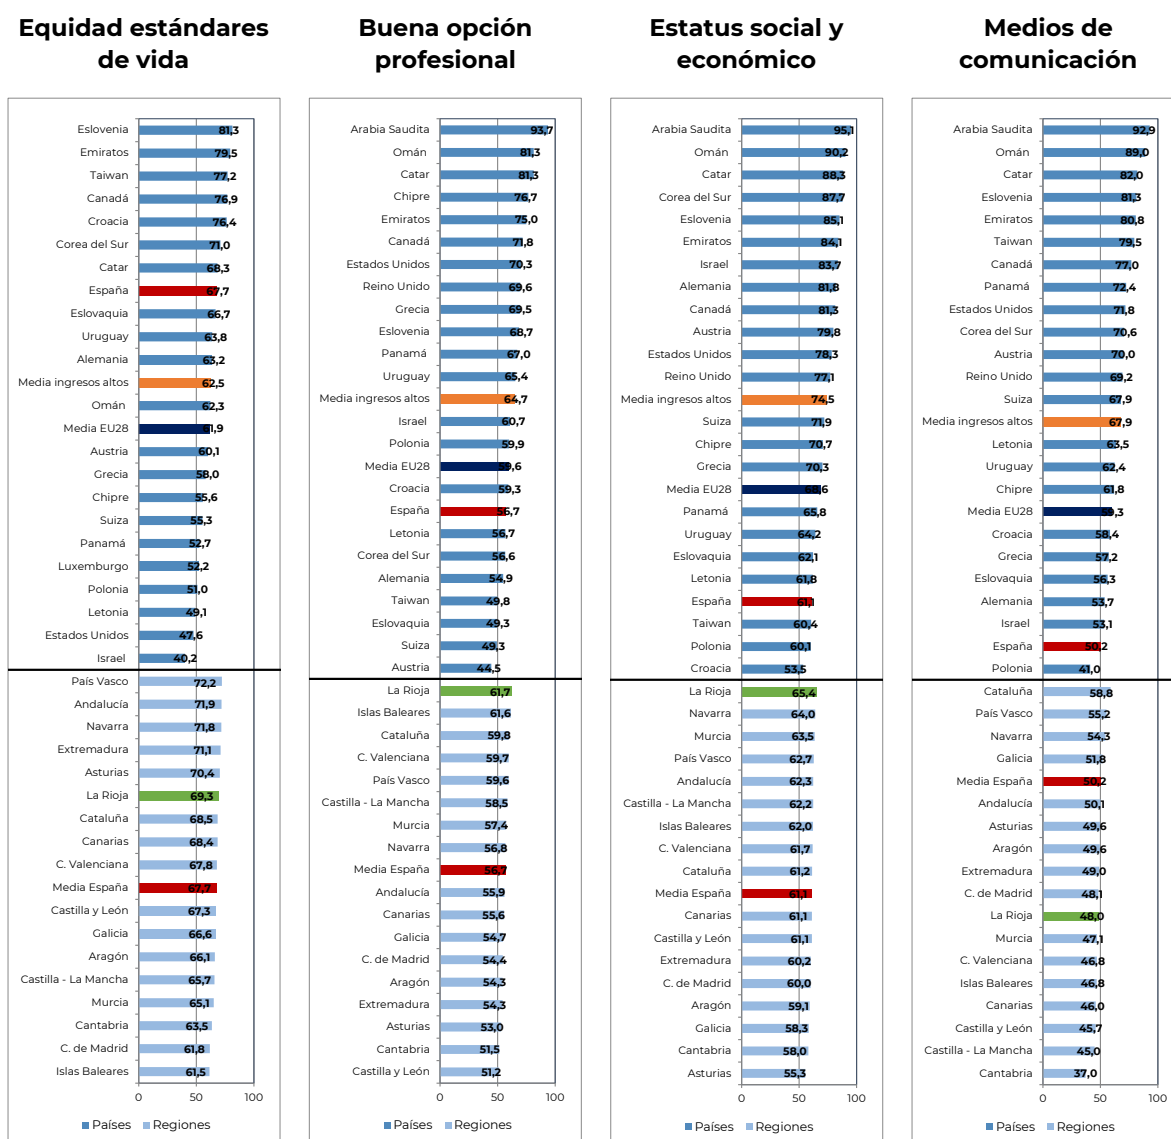 Equidad estándares
de vida
Eslovenia 81,3
Emiratos 79,5
Taiwan 77,2
Canadá 76,9
Croacia 76,4
Corea del Sur 71,0
Catar 68,3
España 67,7
Eslovaquia 66,7
Uruguay 63,8
Alemania 63,2
Media ingresos altos 62,5
Omán 62,3
Media EU28 61,9
Austria 60,1
Grecia 58,0
Chipre 55,6
Suiza 55,3
Panamá 52,7
Luxemburgo 52,2
Polonia 51,0
Letonia 49,1
Estados Unidos 47,6
Israel 40,2
País Vasco 72,2
Andalucía 71,9
Navarra 71,8
Extremadura 71,1
Asturias 70,4
La Rioja 69,3
Cataluña 68,5
Canarias 68,4
C. Valenciana 67,8
Media España 67,7
Castilla y León 67,3
Galicia 66,6
Aragón 66,1
Castilla - La Mancha 65,7
Murcia 65,1
Cantabria 63,5
C. de Madrid 61,8
Islas Baleares 61,5
0 50 100
Países Regiones
Buena opción
profesional
Arabia Saudita 93,7
Omán 81,3
Catar 81,3
Chipre 76,7
Emiratos 75,0
Canadá 71,8
Estados Unidos 70,3
Reino Unido 69,6
Grecia 69,5
Eslovenia 68,7
Panamá 67,0
Uruguay 65,4
Media ingresos altos 64,7
Israel 60,7
Polonia 59,9
Media EU28 59,6
Croacia 59,3
España 56,7
Letonia 56,7
Corea del Sur 56,6
Alemania 54,9
Taiwan 49,8
Eslovaquia 49,3
Suiza 49,3
Austria 44,5
La Rioja 61,7
Islas Baleares 61,6
Cataluña 59,8
C. Valenciana 59,7
País Vasco 59,6
Castilla - La Mancha 58,5
Murcia 57,4
Navarra 56,8
Media España 56,7
Andalucía 55,9
Canarias 55,6
Galicia 54,7
C. de Madrid 54,4
Aragón 54,3
Extremadura 54,3
Asturias 53,0
Cantabria 51,5
Castilla y León 51,2
0 50 100
Países Regiones
Estatus social y
económico
Arabia Saudita 95,1
Omán 90,2
Catar 88,3
Corea del Sur 87,7
Eslovenia 85,1
Emiratos 84,1
Israel 83,7
Alemania 81,8
Canadá 81,3
Austria 79,8
Estados Unidos 78,3
Reino Unido 77,1
Media ingresos altos 74,5
Suiza 71,9
Chipre 70,7
Grecia 70,3
Media EU28 68,6
Panamá 65,8
Uruguay 64,2
Eslovaquia 62,1
Letonia 61,8
España 61,1
Taiwan 60,4
Polonia 60,1
Croacia 53,5
La Rioja 65,4
Navarra 64,0
Murcia 63,5
País Vasco 62,7
Andalucía 62,3
Castilla - La Mancha 62,2
Islas Baleares 62,0
C. Valenciana 61,7
Cataluña 61,2
Media España 61,1
Canarias 61,1
Castilla y León 61,1
Extremadura 60,2
C. de Madrid 60,0
Aragón 59,1
Galicia 58,3
Cantabria 58,0
Asturias 55,3
0 50 100
Países Regiones
Medios de
comunicación
Arabia Saudita 92,9
Omán 89,0
Catar 82,0
Eslovenia 81,3
Emiratos 80,8
Taiwan 79,5
Canadá 77,0
Panamá 72,4
Estados Unidos 71,8
Corea del Sur 70,6
Austria 70,0
Reino Unido 69,2
Suiza 67,9
Media ingresos altos 67,9
Letonia 63,5
Uruguay 62,4
Chipre 61,8
Media EU28 59,3
Croacia 58,4
Grecia 57,2
Eslovaquia 56,3
Alemania 53,7
Israel 53,1
España 50,2
Polonia 41,0
Cataluña 58,8
País Vasco 55,2
Navarra 54,3
Galicia 51,8
Media España 50,2
Andalucía 50,1
Asturias 49,6
Aragón 49,6
Extremadura 49,0
C. de Madrid 48,1
La Rioja 48,0
Murcia 47,1
C. Valenciana 46,8
Islas Baleares 46,8
Canarias 46,0
Castilla y León 45,7
Castilla - La Mancha 45,0
Cantabria 37,0
0 50 100
Países Regiones